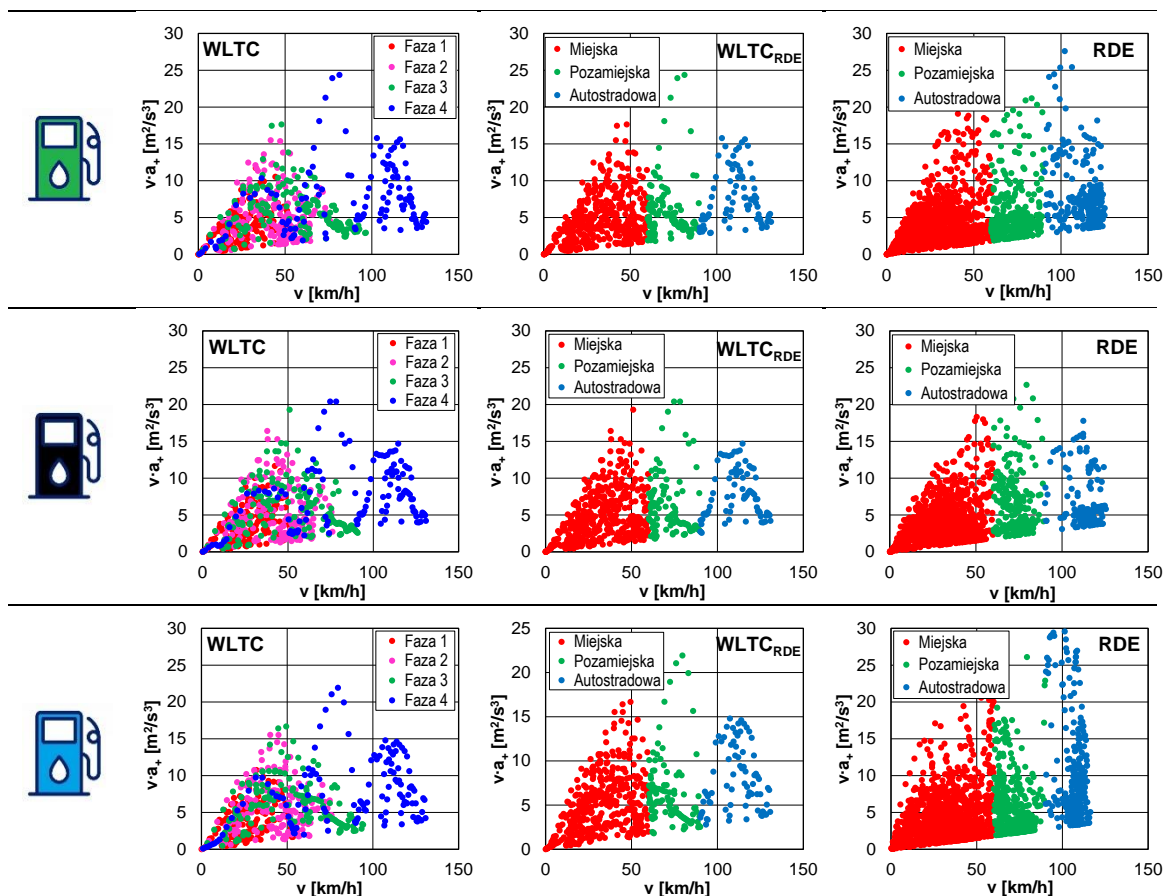 WLTC
Faza 1
Faza 2
Faza 3
Faza 4
30
25
20
15
10
5
0
v·a₊ [m²/s³]
0 50 100 150
v [km/h]
WLTC_RDE
Miejska
Pozamiejska
Autostradowa
30
25
20
15
10
5
0
v·a₊ [m²/s³]
0 50 100 150
v [km/h]
RDE
Miejska
Pozamiejska
Autostradowa
30
25
20
15
10
5
0
v·a₊ [m²/s³]
0 50 100 150
v [km/h]
WLTC
Faza 1
Faza 2
Faza 3
Faza 4
30
25
20
15
10
5
0
v·a₊ [m²/s³]
0 50 100 150
v [km/h]
WLTC_RDE
Miejska
Pozamiejska
Autostradowa
30
25
20
15
10
5
0
v·a₊ [m²/s³]
0 50 100 150
v [km/h]
RDE
Miejska
Pozamiejska
Autostradowa
30
25
20
15
10
5
0
v·a₊ [m²/s³]
0 50 100 150
v [km/h]
WLTC
Faza 1
Faza 2
Faza 3
Faza 4
30
25
20
15
10
5
0
v·a₊ [m²/s³]
0 50 100 150
v [km/h]
WLTC_RDE
Miejska
Pozamiejska
Autostradowa
25
20
15
10
5
0
v·a₊ [m²/s³]
0 50 100 150
v [km/h]
RDE
Miejska
Pozamiejska
Autostradowa
30
25
20
15
10
5
0
v·a₊ [m²/s³]
0 50 100 150
v [km/h]